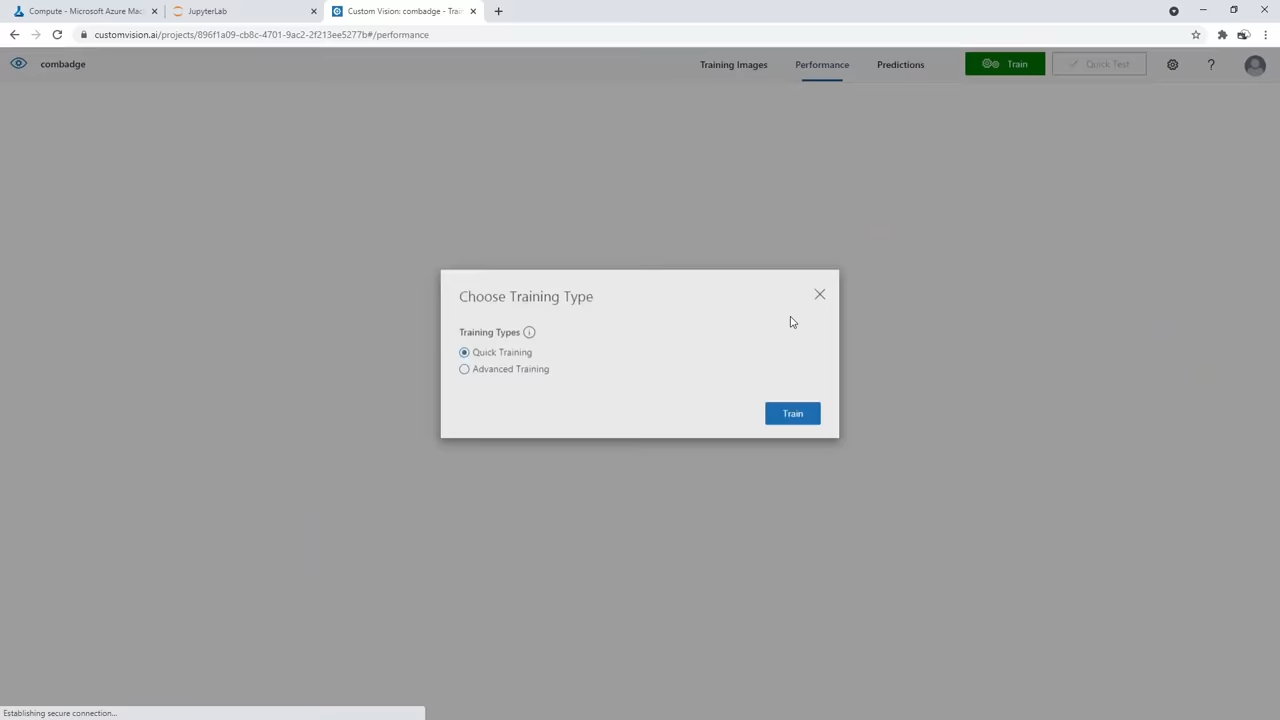 Compute - Microsoft Azure Mac
JupyterLab
Custom Vision: combadge - Train
customvision.ai/projects/896f1a09-cb8c-4701-9ac2-2f213ee5277b#/performance
combadge
Training Images
Performance
Predictions
Train
Quick Test
?
Choose Training Type
Training Types
Quick Training
Advanced Training
Train
Establishing secure connection...